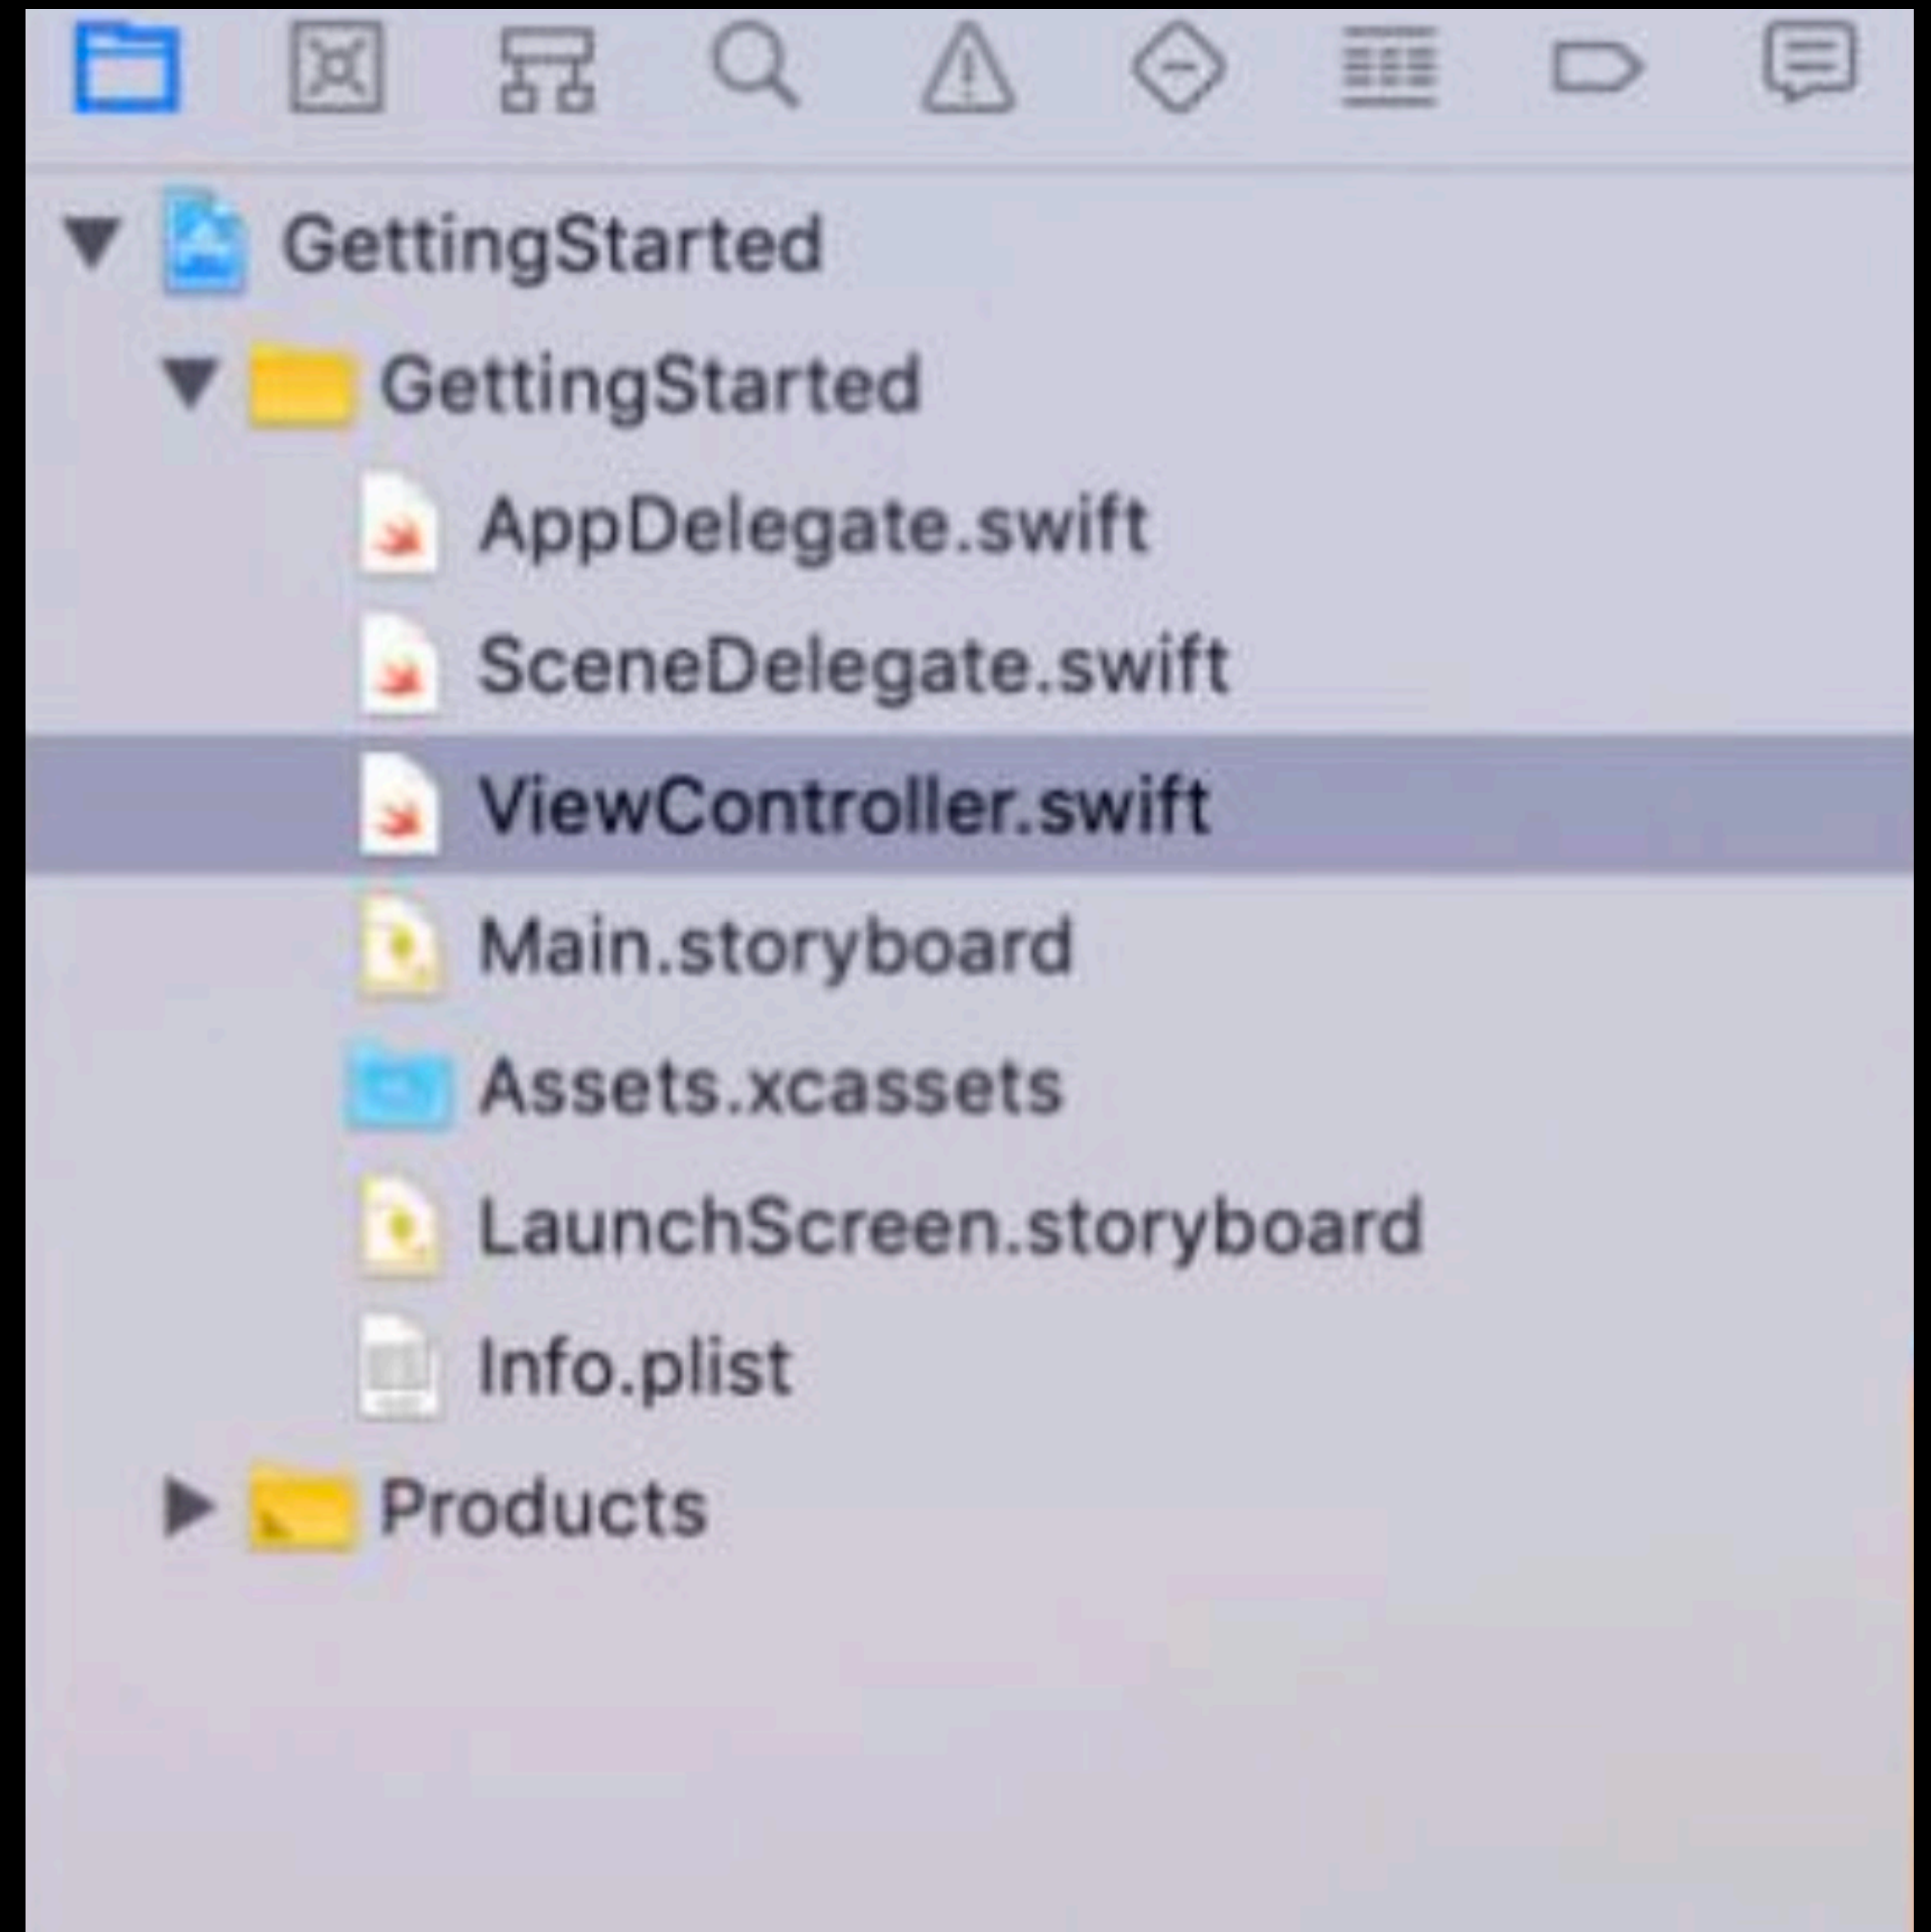 GettingStarted
GettingStarted
AppDelegate.swift
SceneDelegate.swift
ViewController.swift
Main.storyboard
Assets.xcassets
LaunchScreen.storyboard
Info.plist
Products